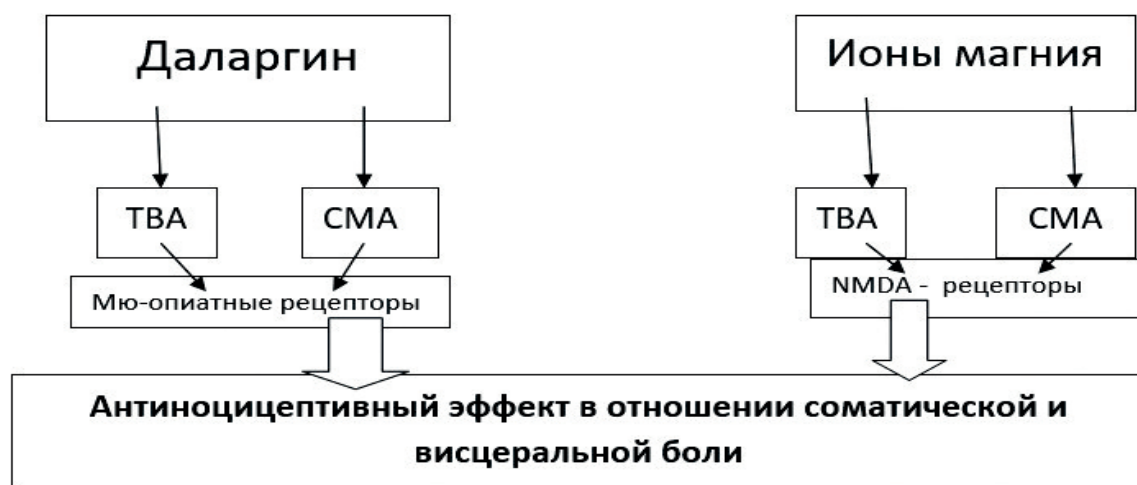 Даларгин
Ионы магния
ТВА
СМА
ТВА
СМА
Мю-опиатные рецепторы
NMDA - рецепторы
Антиноцицептивный эффект в отношении соматической и
висцеральной боли